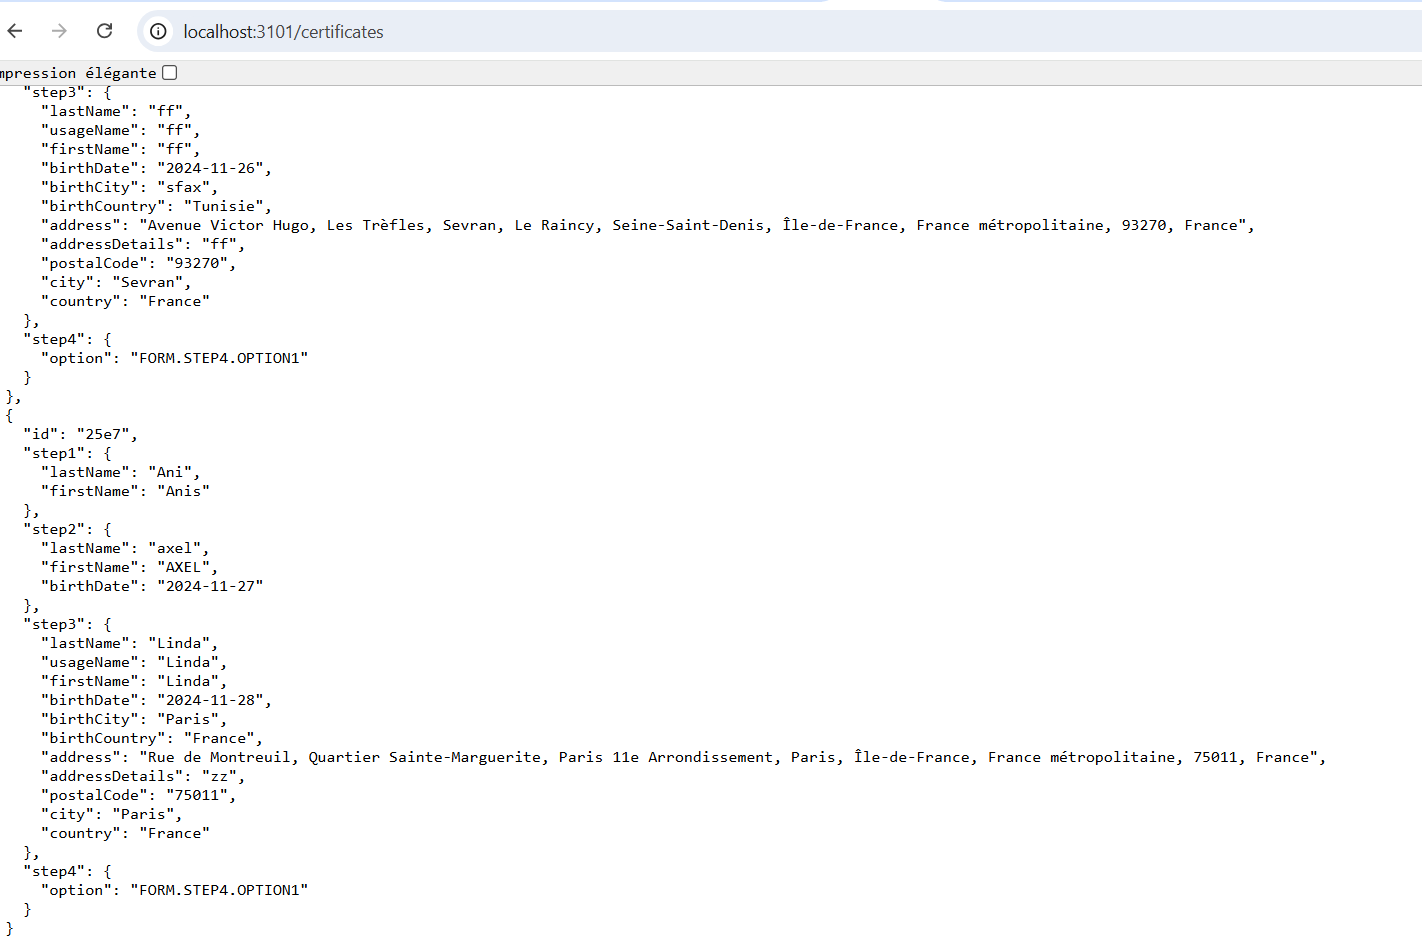 localhost:3101/certificates
mpression élégante
"step3": {
"lastName": "ff",
"usageName": "ff",
"firstName": "ff",
"birthDate": "2024-11-26",
"birthCity": "sfax",
"birthCountry": "Tunisie",
"address": "Avenue Victor Hugo, Les Trèfles, Sevran, Le Raincy, Seine-Saint-Denis, Île-de-France, France métropolitaine, 93270, France",
"addressDetails": "ff",
"postalCode": "93270",
"city": "Sevran",
"country": "France"
},
"step4": {
"option": "FORM.STEP4.OPTION1"
}
},
{
"id": "25e7",
"step1": {
"lastName": "Ani",
"firstName": "Anis"
},
"step2": {
"lastName": "axel",
"firstName": "AXEL",
"birthDate": "2024-11-27"
},
"step3": {
"lastName": "Linda",
"usageName": "Linda",
"firstName": "Linda",
"birthDate": "2024-11-28",
"birthCity": "Paris",
"birthCountry": "France",
"address": "Rue de Montreuil, Quartier Sainte-Marguerite, Paris 11e Arrondissement, Paris, Île-de-France, France métropolitaine, 75011, France",
"addressDetails": "zz",
"postalCode": "75011",
"city": "Paris",
"country": "France"
},
"step4": {
"option": "FORM.STEP4.OPTION1"
}
}